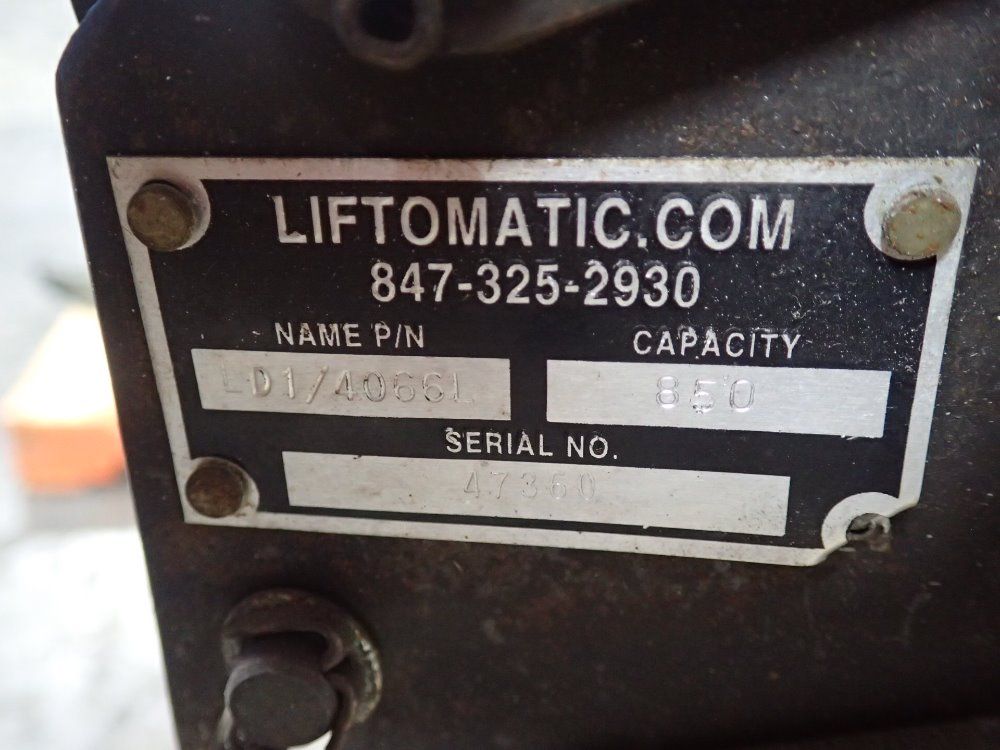 LIFTOMATIC.COM
847-325-2930
NAME P/N CAPACITY
LD1/4066L 850
SERIAL NO.
47360